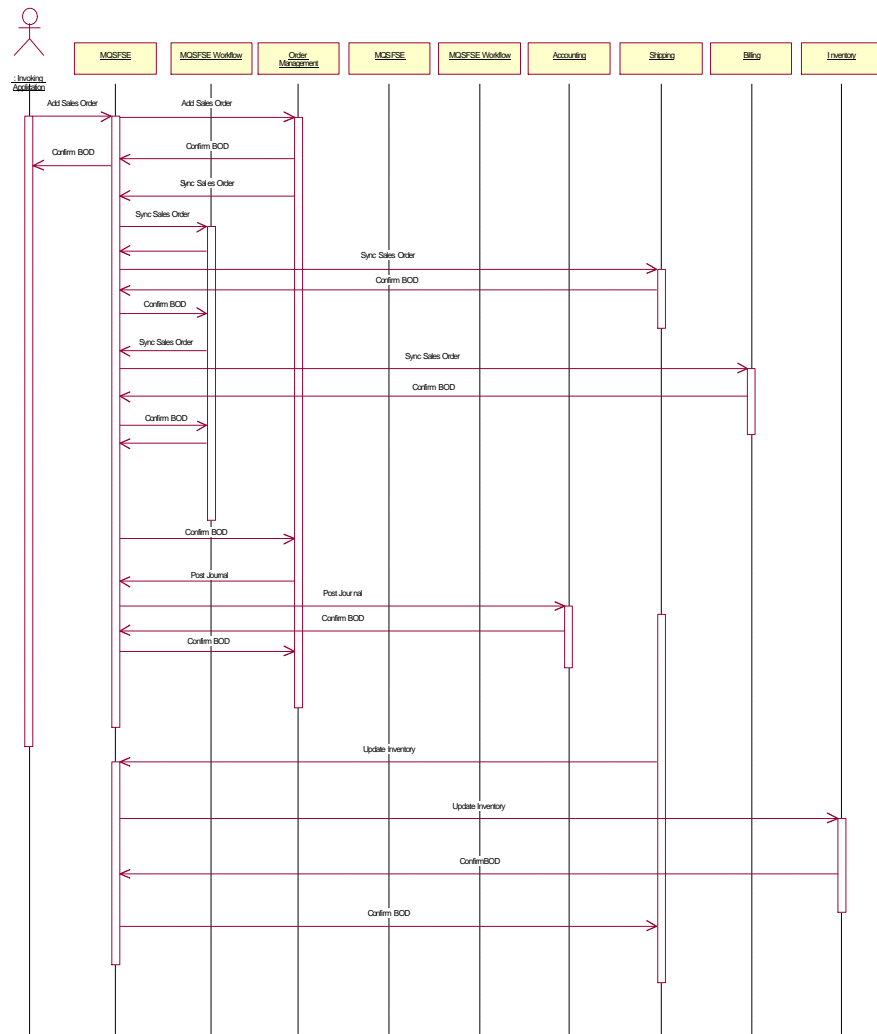 MQSFSE
MQSFSE Workflow
Order
Management
MQSFSE
MQSFSE Workflow
Accounting
Shipping
Billing
Inventory
: Invoking
Application
Add Sales Order
Add Sales Order
Confirm BOD
Confirm BOD
Sync Sales Order
Sync Sales Order
Sync Sales Order
Confirm BOD
Confirm BOD
Sync Sales Order
Sync Sales Order
Confirm BOD
Confirm BOD
Confirm BOD
Post Journal
Post Journal
Confirm BOD
Confirm BOD
Update Inventory
Update Inventory
ConfirmBOD
Confirm BOD